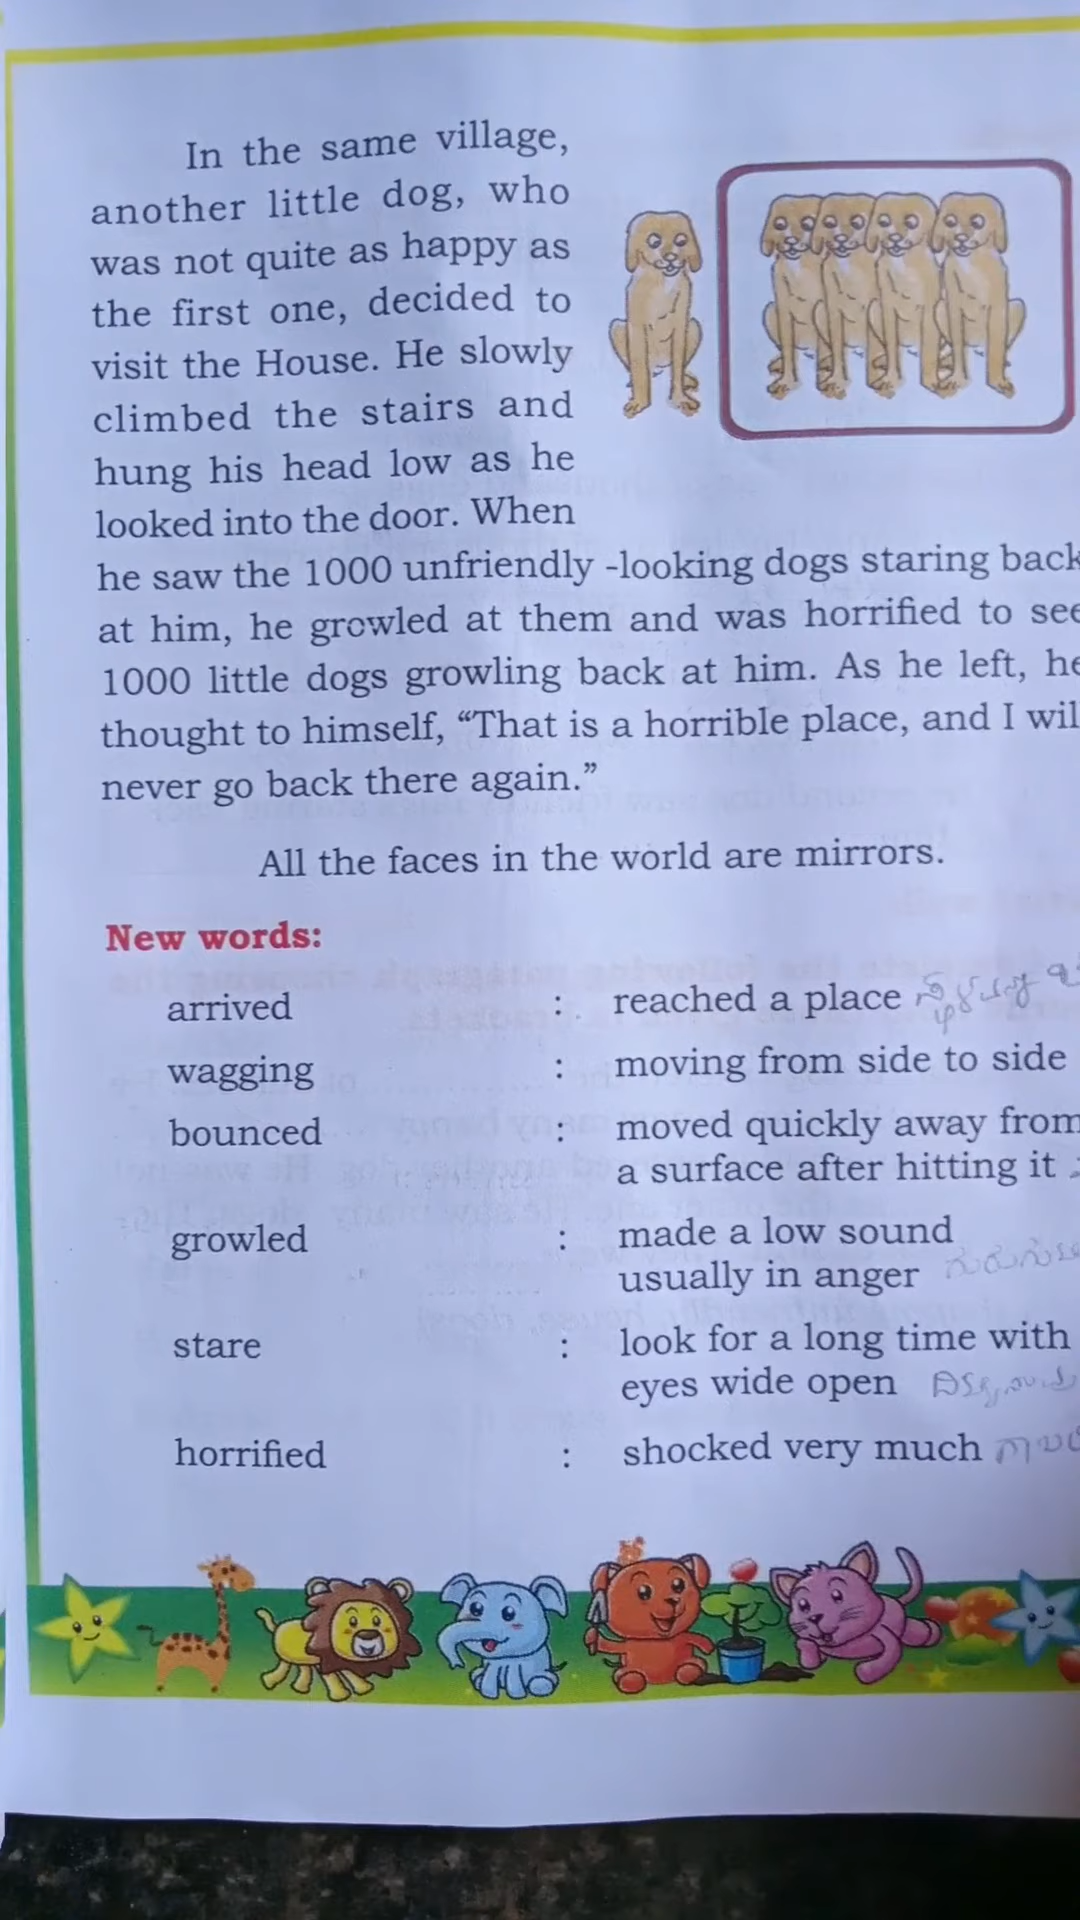 In the same village,
another little dog, who
was not quite as happy as
the first one, decided to
visit the House. He slowly
climbed the stairs and
hung his head low as he
looked into the door. When
he saw the 1000 unfriendly -looking dogs staring back
at him, he growled at them and was horrified to see
1000 little dogs growling back at him. As he left, he
thought to himself, “That is a horrible place, and I wil
never go back there again.”
All the faces in the world are mirrors.
New words:
arrived : reached a place
wagging : moving from side to side
bounced : moved quickly away from
a surface after hitting it
growled : made a low sound
usually in anger
stare : look for a long time with
eyes wide open
horrified : shocked very much